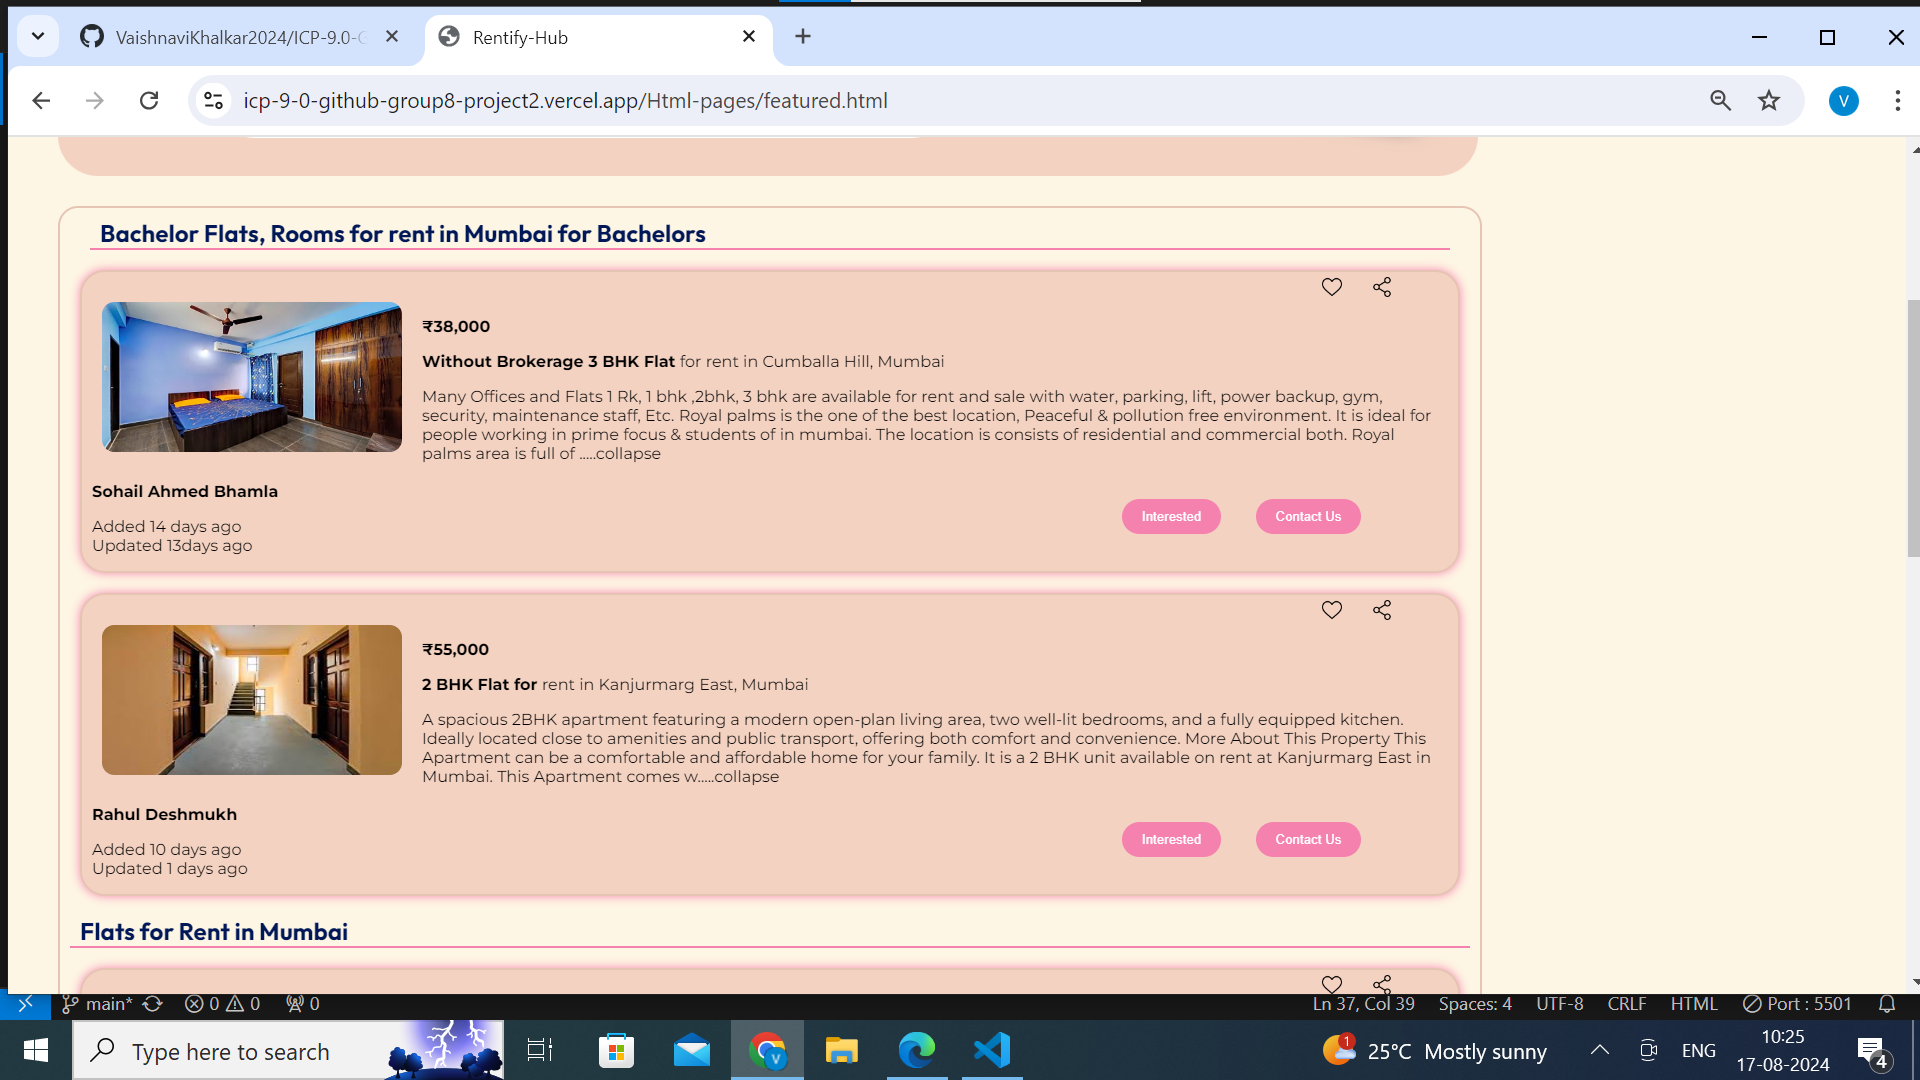 VaishnaviKhalkar2024/ICP-9.0-G
Rentify-Hub
icp-9-0-github-group8-project2.vercel.app/Html-pages/featured.html
V
Bachelor Flats, Rooms for rent in Mumbai for Bachelors
₹38,000
Without Brokerage 3 BHK Flat for rent in Cumballa Hill, Mumbai
Many Offices and Flats 1 Rk, 1 bhk ,2bhk, 3 bhk are available for rent and sale with water, parking, lift, power backup, gym,
security, maintenance staff, Etc. Royal palms is the one of the best location, Peaceful & pollution free environment. It is ideal for
people working in prime focus & students of in mumbai. The location is consists of residential and commercial both. Royal
palms area is full of .....collapse
Sohail Ahmed Bhamla
Added 14 days ago
Updated 13days ago
Interested
Contact Us
₹55,000
2 BHK Flat for rent in Kanjurmarg East, Mumbai
A spacious 2BHK apartment featuring a modern open-plan living area, two well-lit bedrooms, and a fully equipped kitchen.
Ideally located close to amenities and public transport, offering both comfort and convenience. More About This Property This
Apartment can be a comfortable and affordable home for your family. It is a 2 BHK unit available on rent at Kanjurmarg East in
Mumbai. This Apartment comes w.....collapse
Rahul Deshmukh
Added 10 days ago
Updated 1 days ago
Interested
Contact Us
Flats for Rent in Mumbai
main* 0 0 0
Ln 37, Col 39 Spaces: 4 UTF-8 CRLF HTML Port : 5501
Type here to search
V
1
25°C Mostly sunny
ENG
10:25
17-08-2024
4